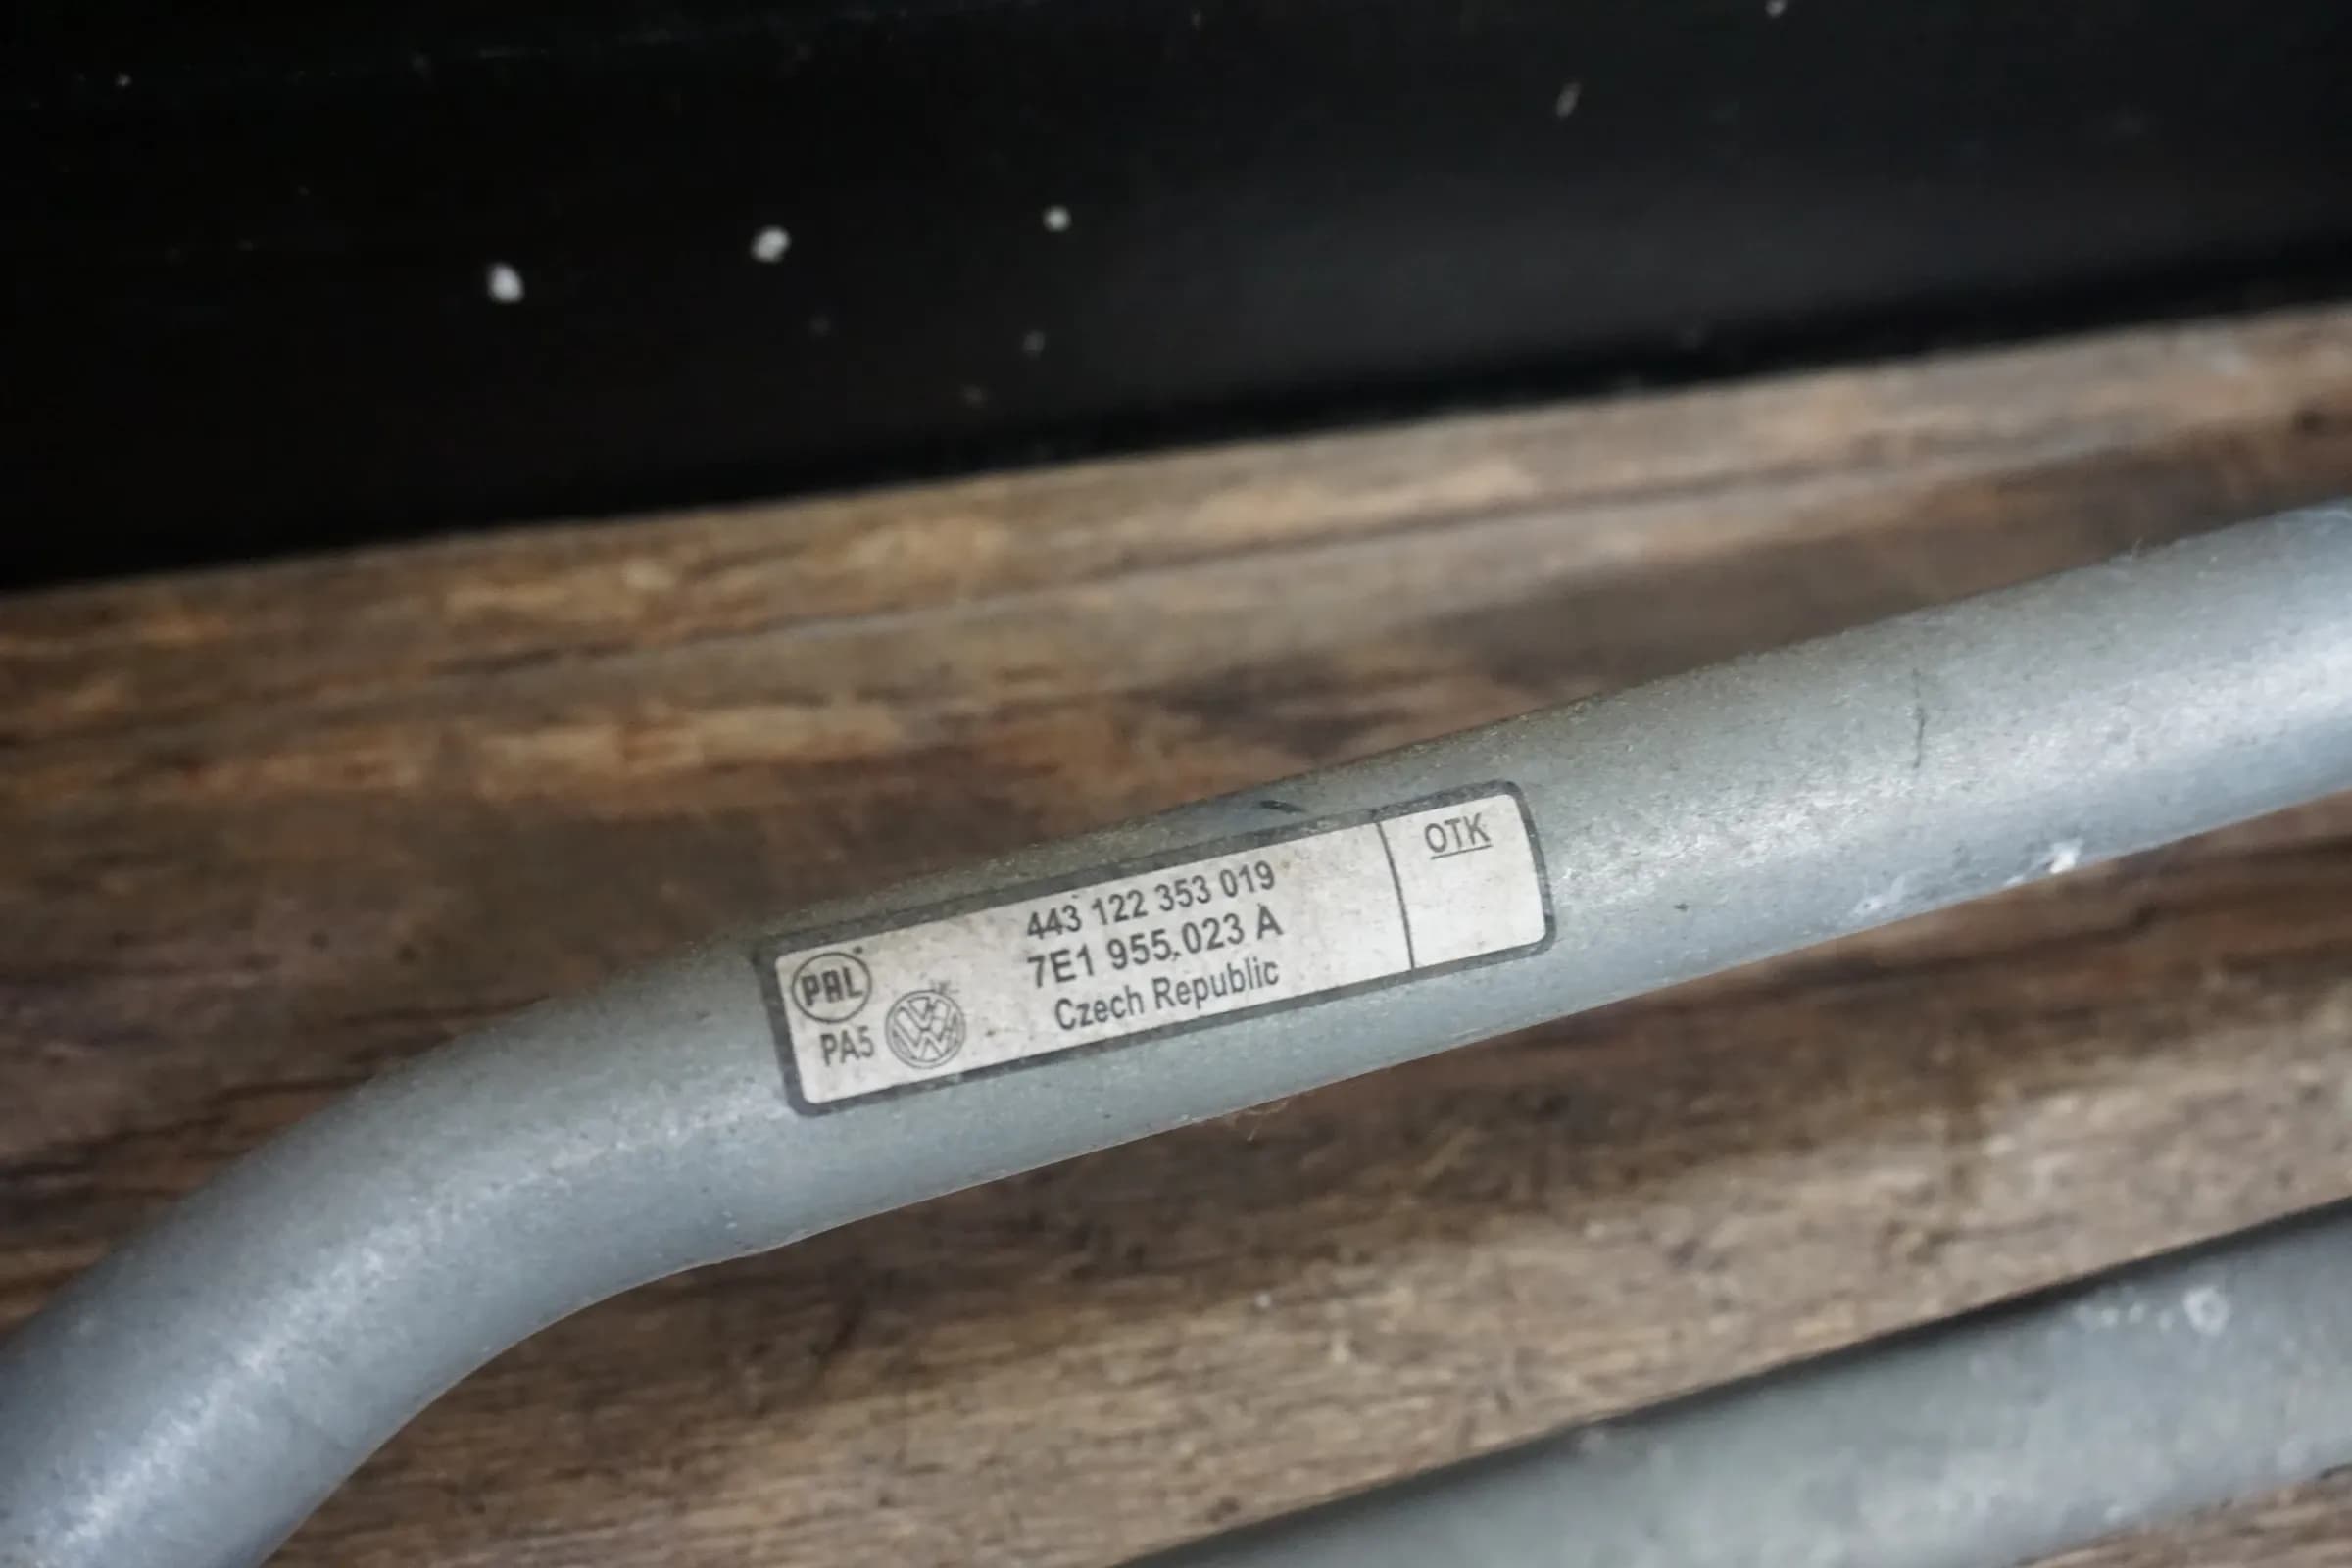 443 122 353 019
7E1 955.023 A
Czech Republic
PAL
PA5
OTK